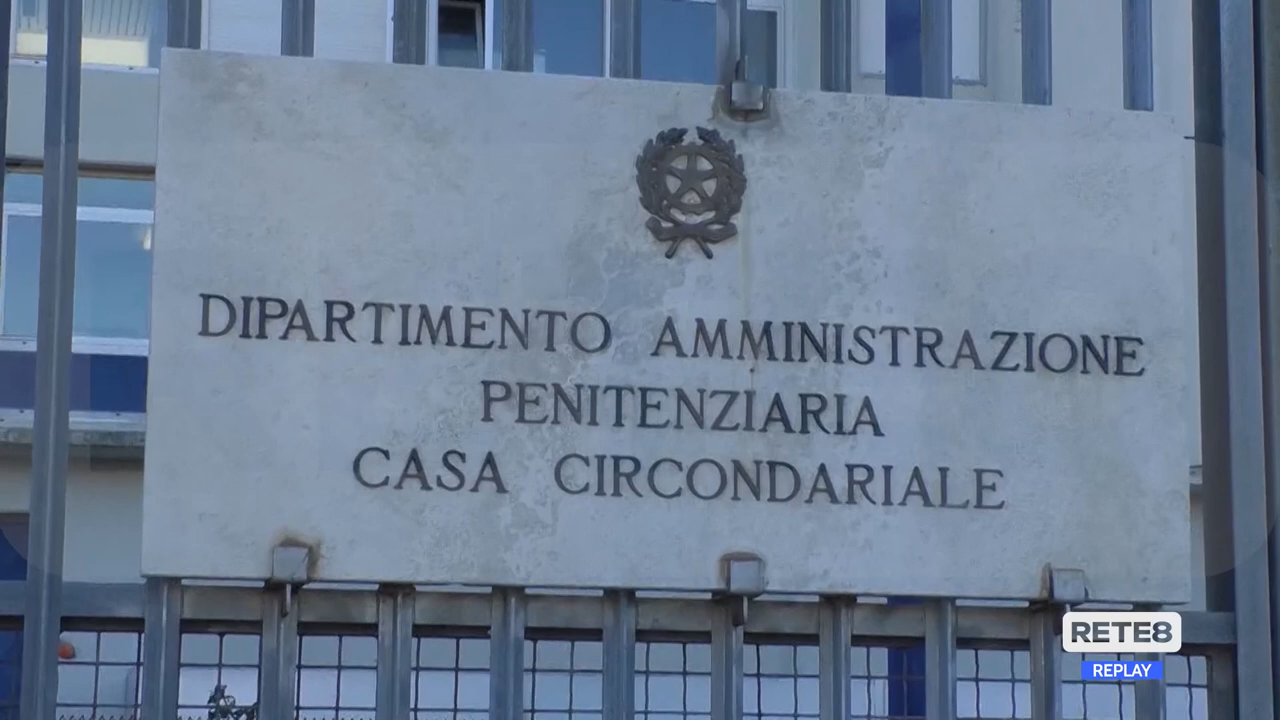 DIPARTIMENTO AMMINISTRAZIONE
PENITENZIARIA
CASA CIRCONDARIALE
RETE8
REPLAY